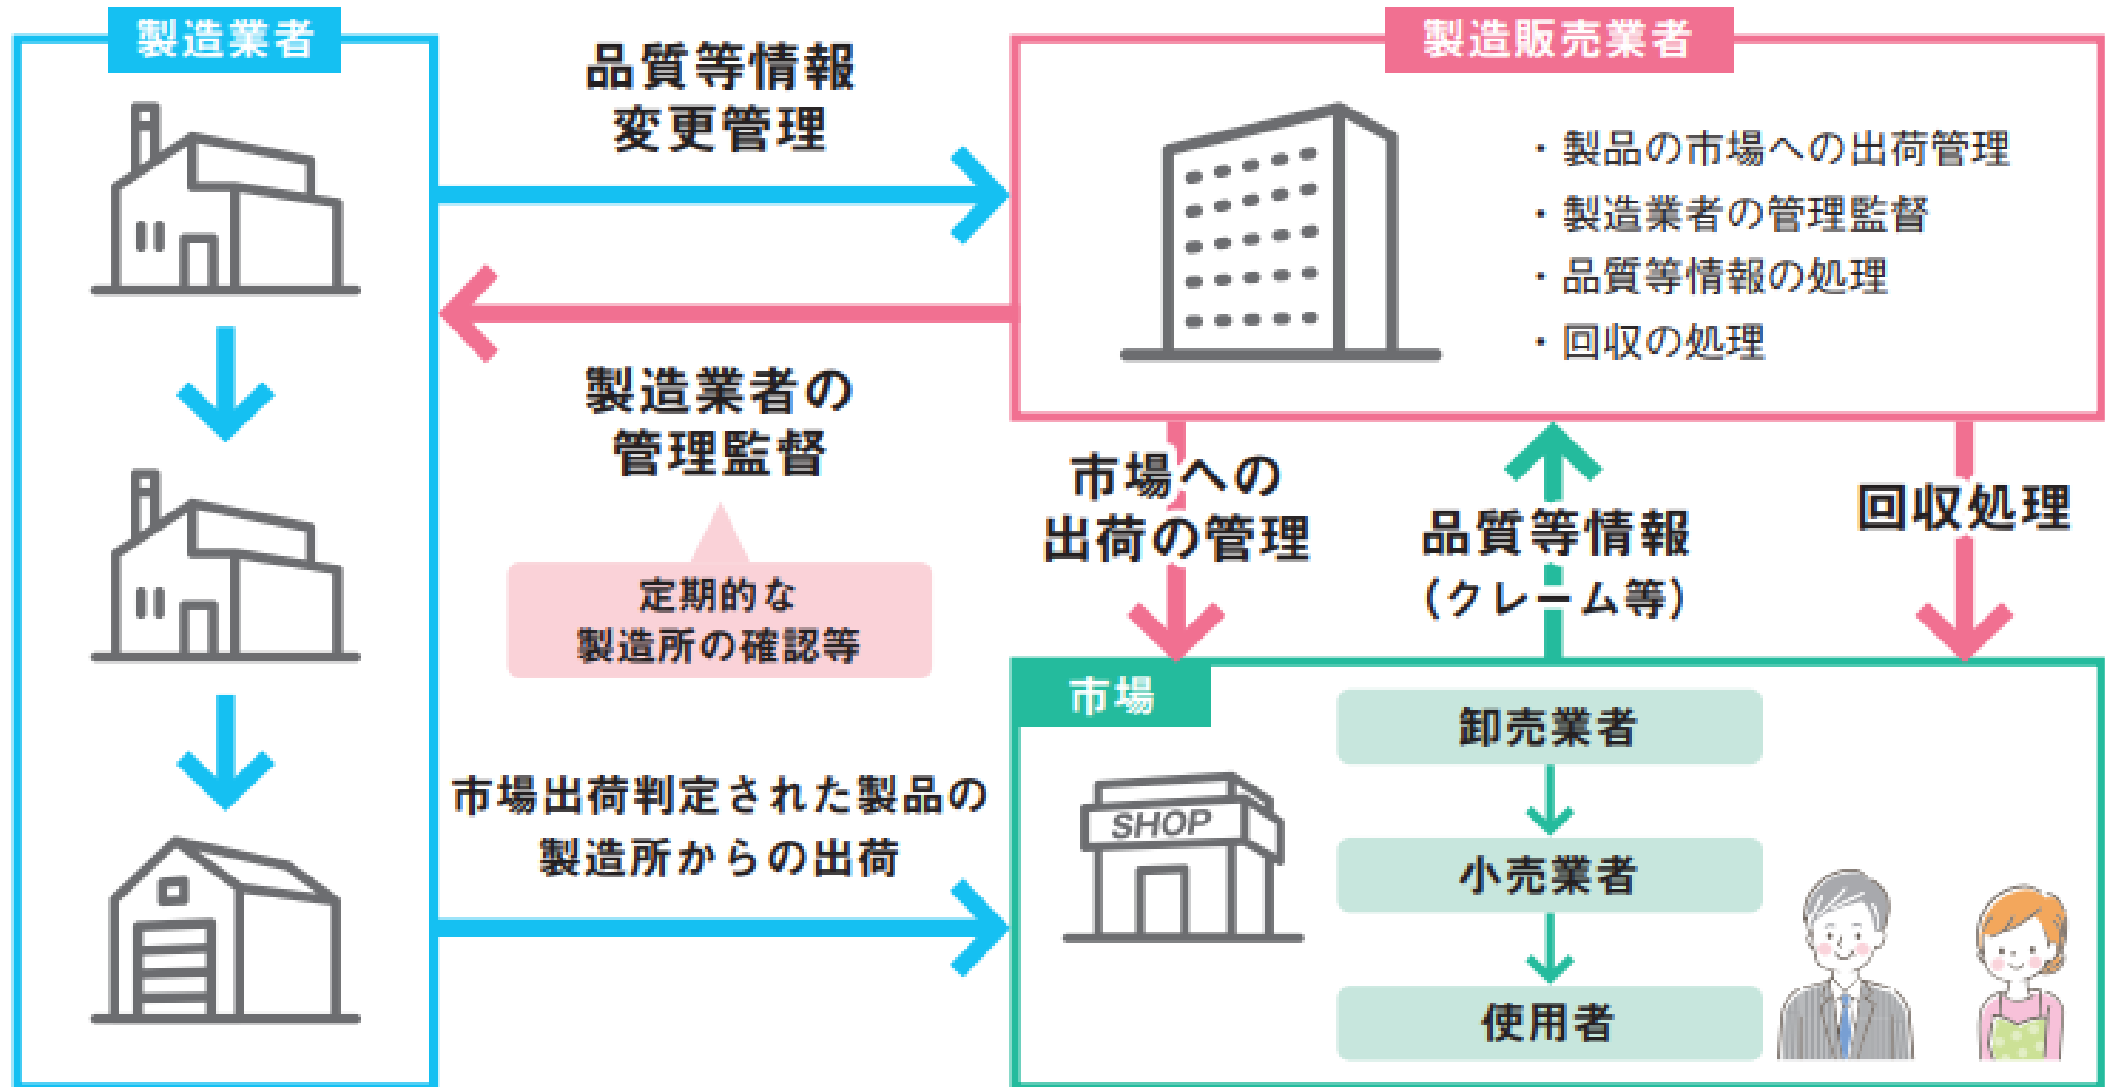 製造業者
品質等情報
変更管理
製造業者の
管理監督
定期的な
製造所の確認等
市場出荷判定された製品の
製造所からの出荷
製造販売業者
・製品の市場への出荷管理
・製造業者の管理監督
・品質等情報の処理
・回収の処理
市場への
出荷の管理
品質等情報
(クレーム等)
回収処理
市場
SHOP
卸売業者
小売業者
使用者